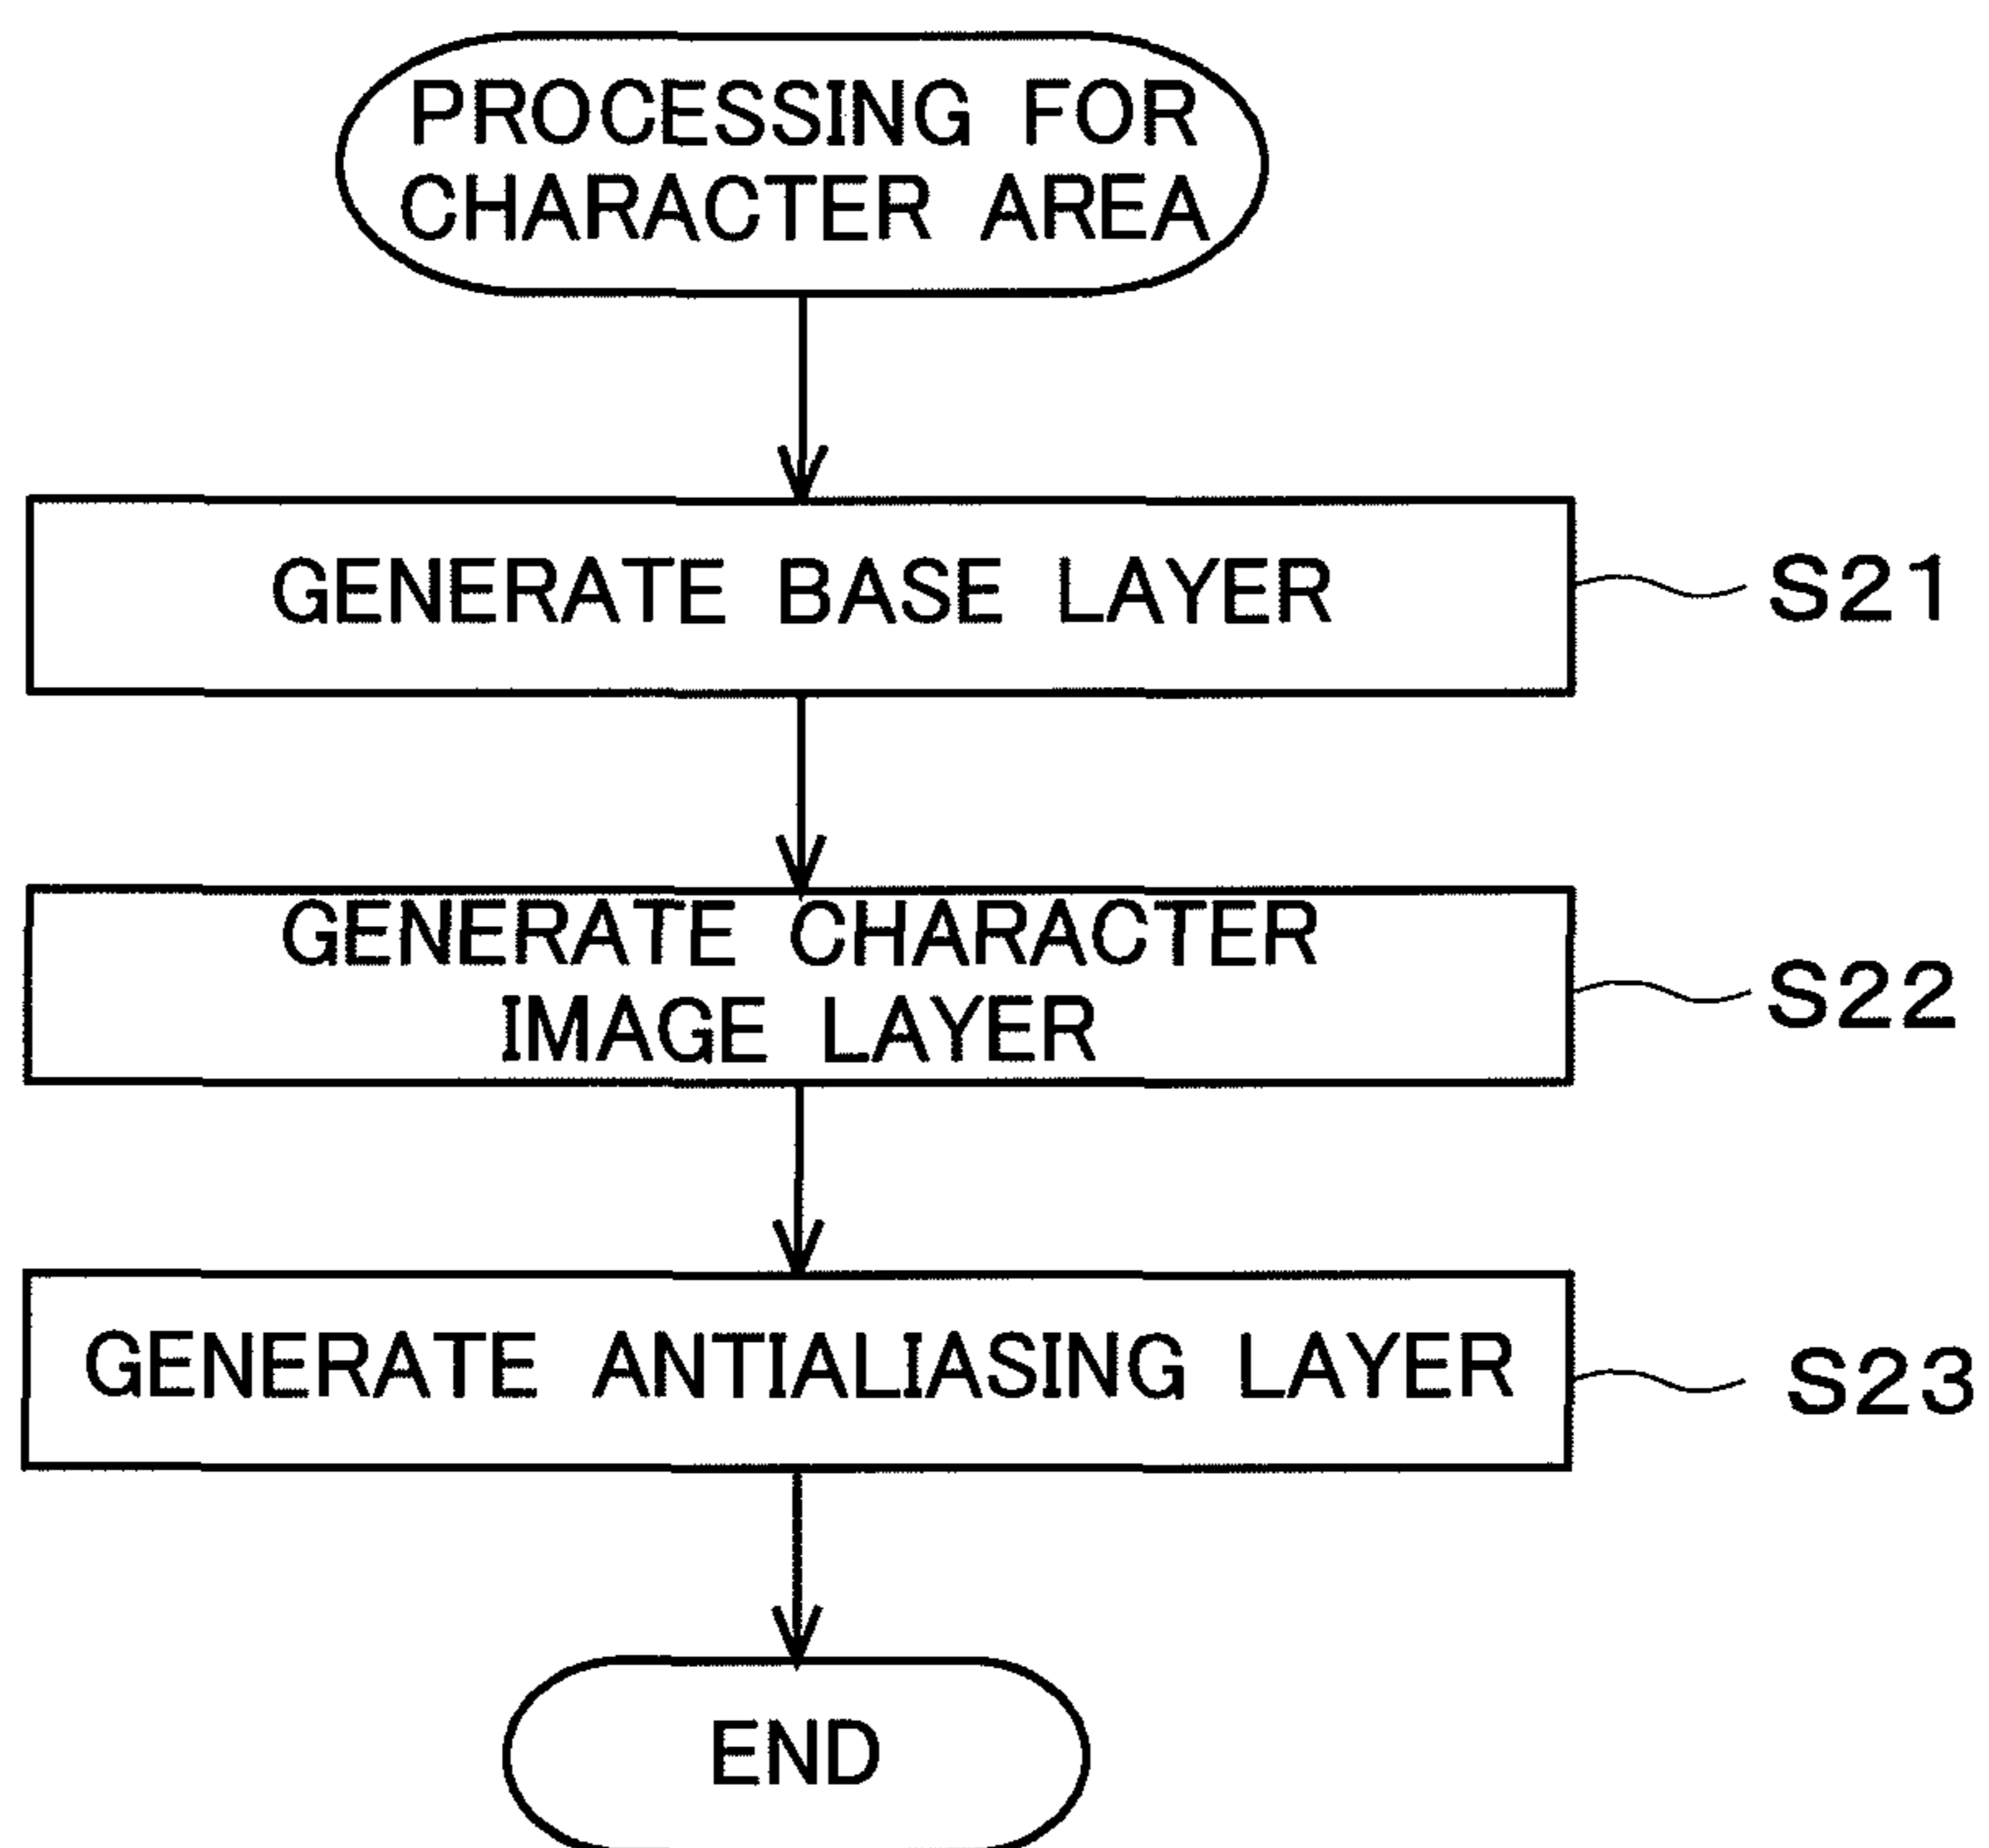 PROCESSING FOR
CHARACTER AREA
GENERATE BASE LAYER
S21
GENERATE CHARACTER
IMAGE LAYER
S22
GENERATE ANTIALIASING LAYER
S23
END